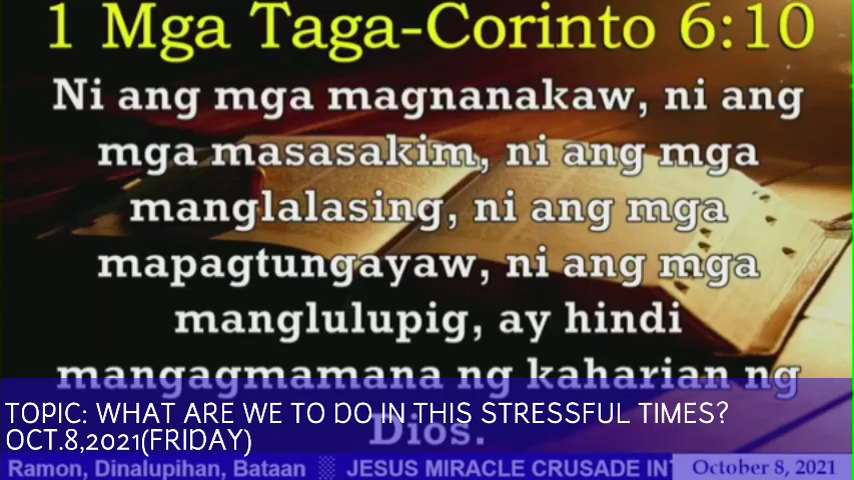 1 Mga Taga-Corinto 6:10
Ni ang mga magnanakaw, ni ang
mga masasakim, ni ang mga
manglalasing, ni ang mga
mapagtungayaw, ni ang mga
manglulupig, ay hindi
mangagmamana ng kaharian ng
Dios.
TOPIC: WHAT ARE WE TO DO IN THIS STRESSFUL TIMES?
OCT.8,2021(FRIDAY)
Ramon, Dinalupihan, Bataan ░ JESUS MIRACLE CRUSADE INT
October 8, 2021